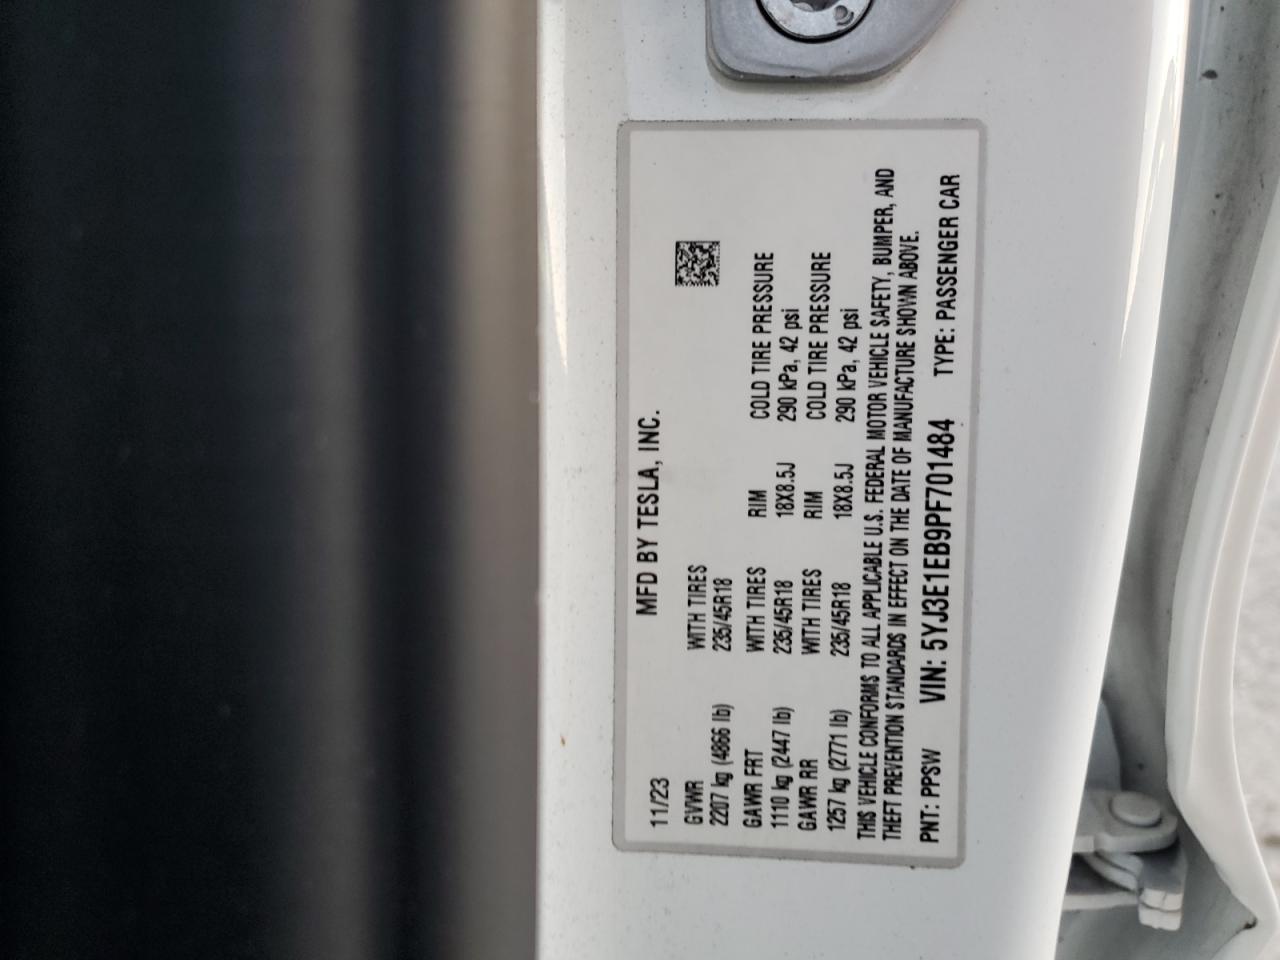 11/23 MFD BY TESLA, INC.
GVWR WITH TIRES
2207 kg (4866 lb) 235/45R18
GAWR FRT WITH TIRES RIM COLD TIRE PRESSURE
1110 kg (2447 lb) 235/45R18 18X8.5J 290 kPa, 42 psi
GAWR RR WITH TIRES RIM COLD TIRE PRESSURE
1257 kg (2771 lb) 235/45R18 18X8.5J 290 kPa, 42 psi
THIS VEHICLE CONFORMS TO ALL APPLICABLE U.S. FEDERAL MOTOR VEHICLE SAFETY, BUMPER, AND
THEFT PREVENTION STANDARDS IN EFFECT ON THE DATE OF MANUFACTURE SHOWN ABOVE.
PNT: PPSW VIN: 5YJ3E1EB9PF701484 TYPE: PASSENGER CAR